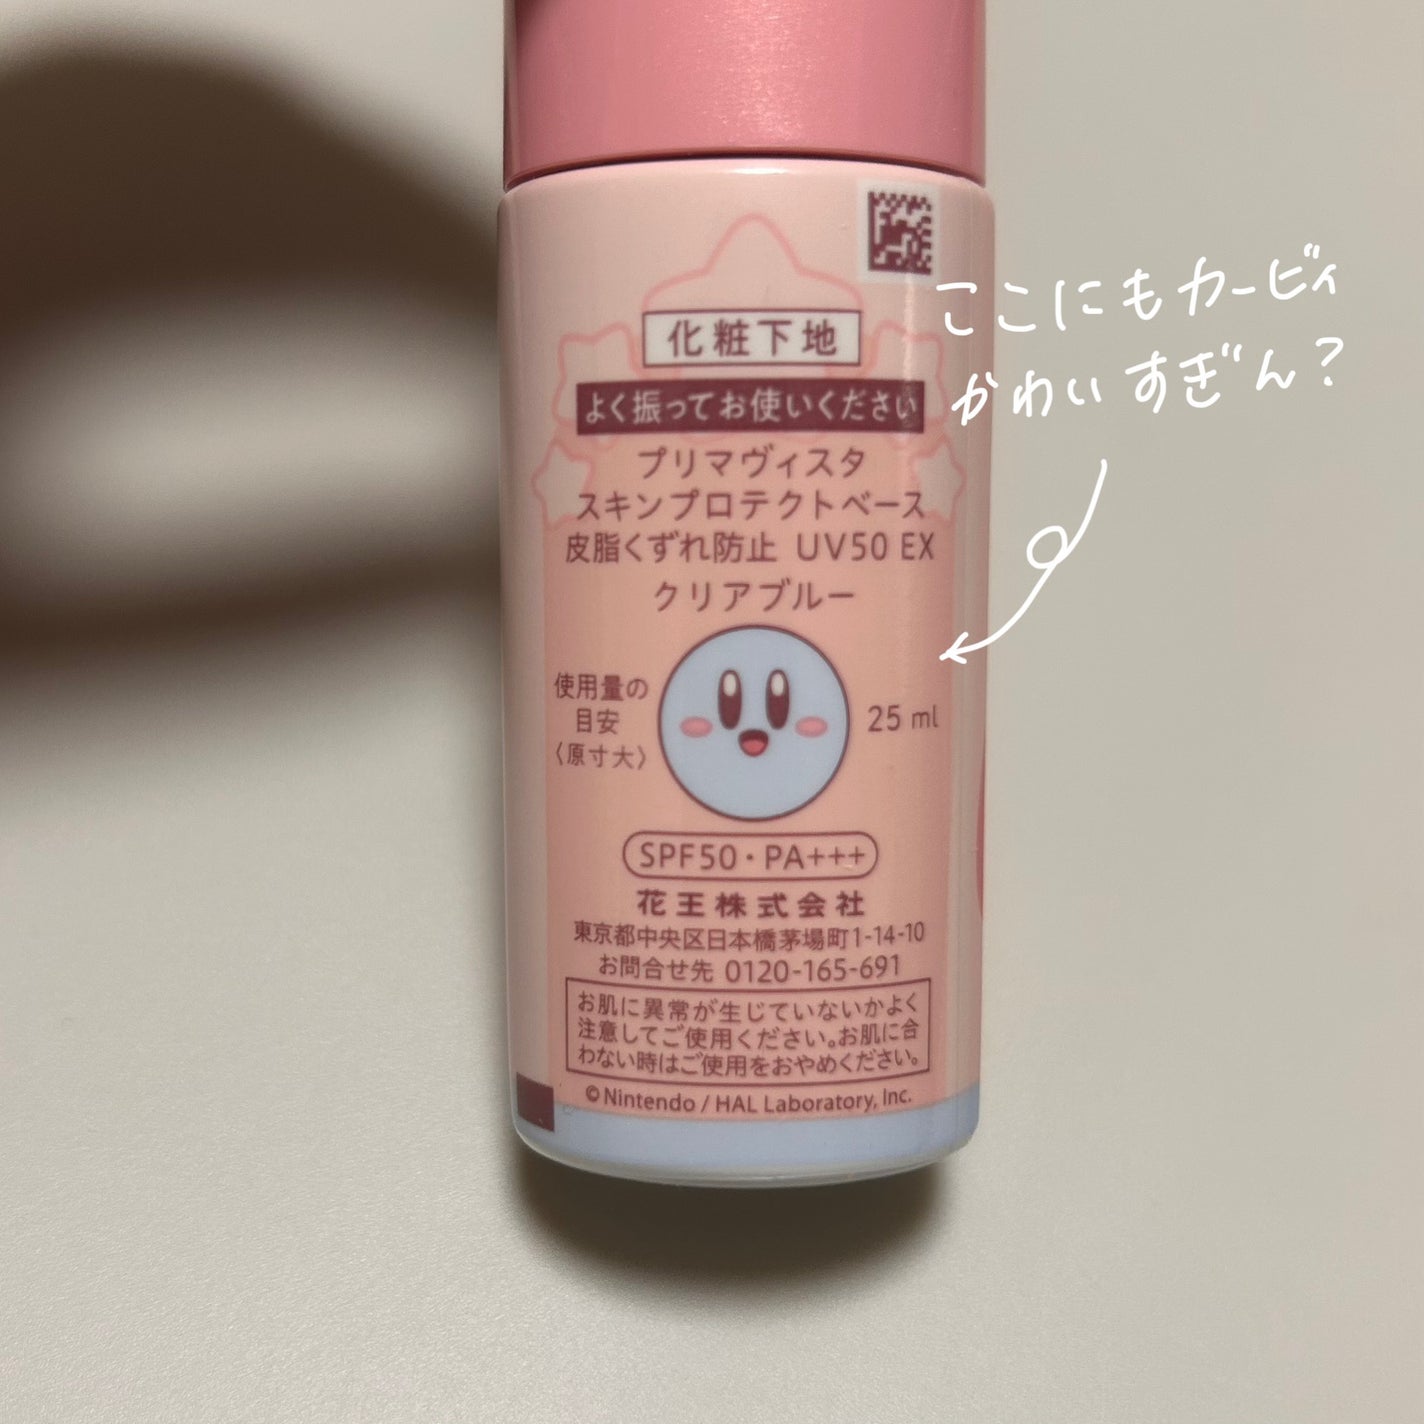 ここにもカービィ
かわいすぎん？
化粧下地
よく振ってお使いください
プリマヴィスタ
スキンプロテクトベース
皮脂くずれ防止 UV50 EX
クリアブルー
使用量の
目安
〈原寸大〉
25 ml
SPF50・PA+++
花王株式会社
東京都中央区日本橋茅場町1-14-10
お問合せ先 0120-165-691
お肌に異常が生じていないかよく
注意してご使用ください。お肌に合
わない時はご使用をおやめください。
©Nintendo / HAL Laboratory, Inc.